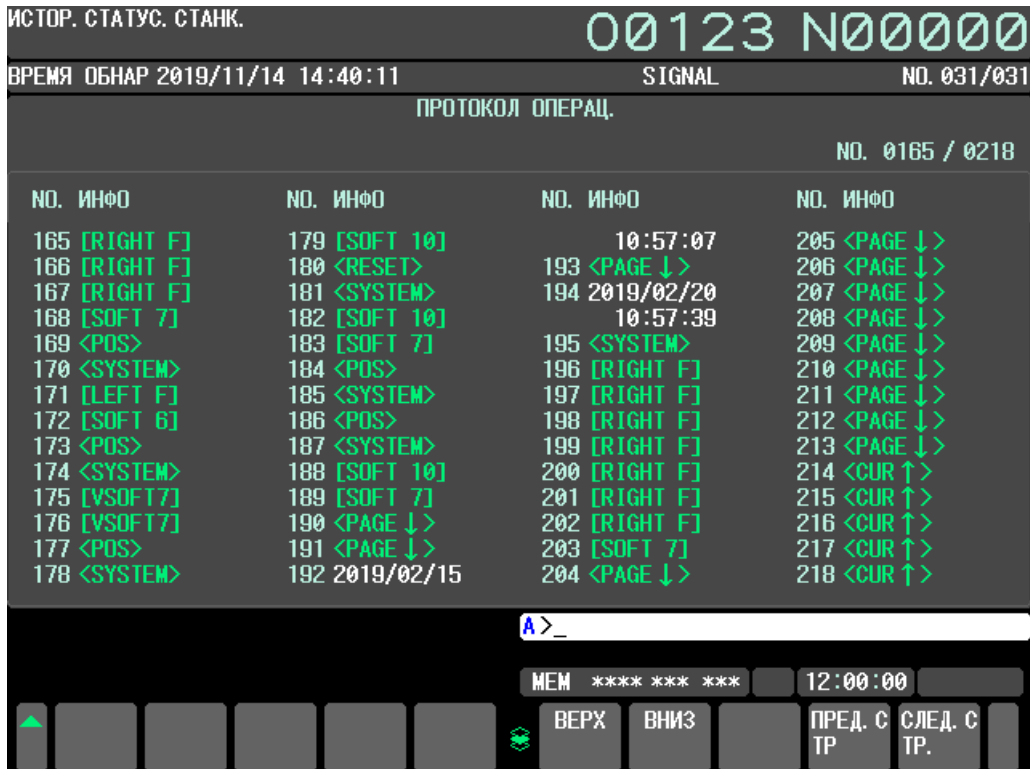 ИСТОР. СТАТУС. СТАНК.
O0123 N00000
ВРЕМЯ ОБНАР 2019/11/14 14:40:11 SIGNAL NO. 031/031
ПРОТОКОЛ ОПЕРАЦ.
NO. 0165 / 0218
NO. ИНФО NO. ИНФО NO. ИНФО NO. ИНФО
165 [RIGHT F] 179 [SOFT 10] 10:57:07 205 <PAGE↓>
166 [RIGHT F] 180 <RESET> 193 <PAGE↓> 206 <PAGE↓>
167 [RIGHT F] 181 <SYSTEM> 194 2019/02/20 207 <PAGE↓>
168 [SOFT 7] 182 [SOFT 10] 10:57:39 208 <PAGE↓>
169 <POS> 183 [SOFT 7] 195 <SYSTEM> 209 <PAGE↓>
170 <SYSTEM> 184 <POS> 196 [RIGHT F] 210 <PAGE↓>
171 [LEFT F] 185 <SYSTEM> 197 [RIGHT F] 211 <PAGE↓>
172 [SOFT 6] 186 <POS> 198 [RIGHT F] 212 <PAGE↓>
173 <POS> 187 <SYSTEM> 199 [RIGHT F] 213 <PAGE↓>
174 <SYSTEM> 188 [SOFT 10] 200 [RIGHT F] 214 <CUR↑>
175 [VSOFT7] 189 [SOFT 7] 201 [RIGHT F] 215 <CUR↑>
176 [VSOFT7] 190 <PAGE↓> 202 [RIGHT F] 216 <CUR↑>
177 <POS> 191 <PAGE↓> 203 [SOFT 7] 217 <CUR↑>
178 <SYSTEM> 192 2019/02/15 204 <PAGE↓> 218 <CUR↑>
A >_
MEM **** *** *** 12:00:00
ВЕРХ ВНИЗ ПРЕД. С СЛЕД. С
ТР ТР.